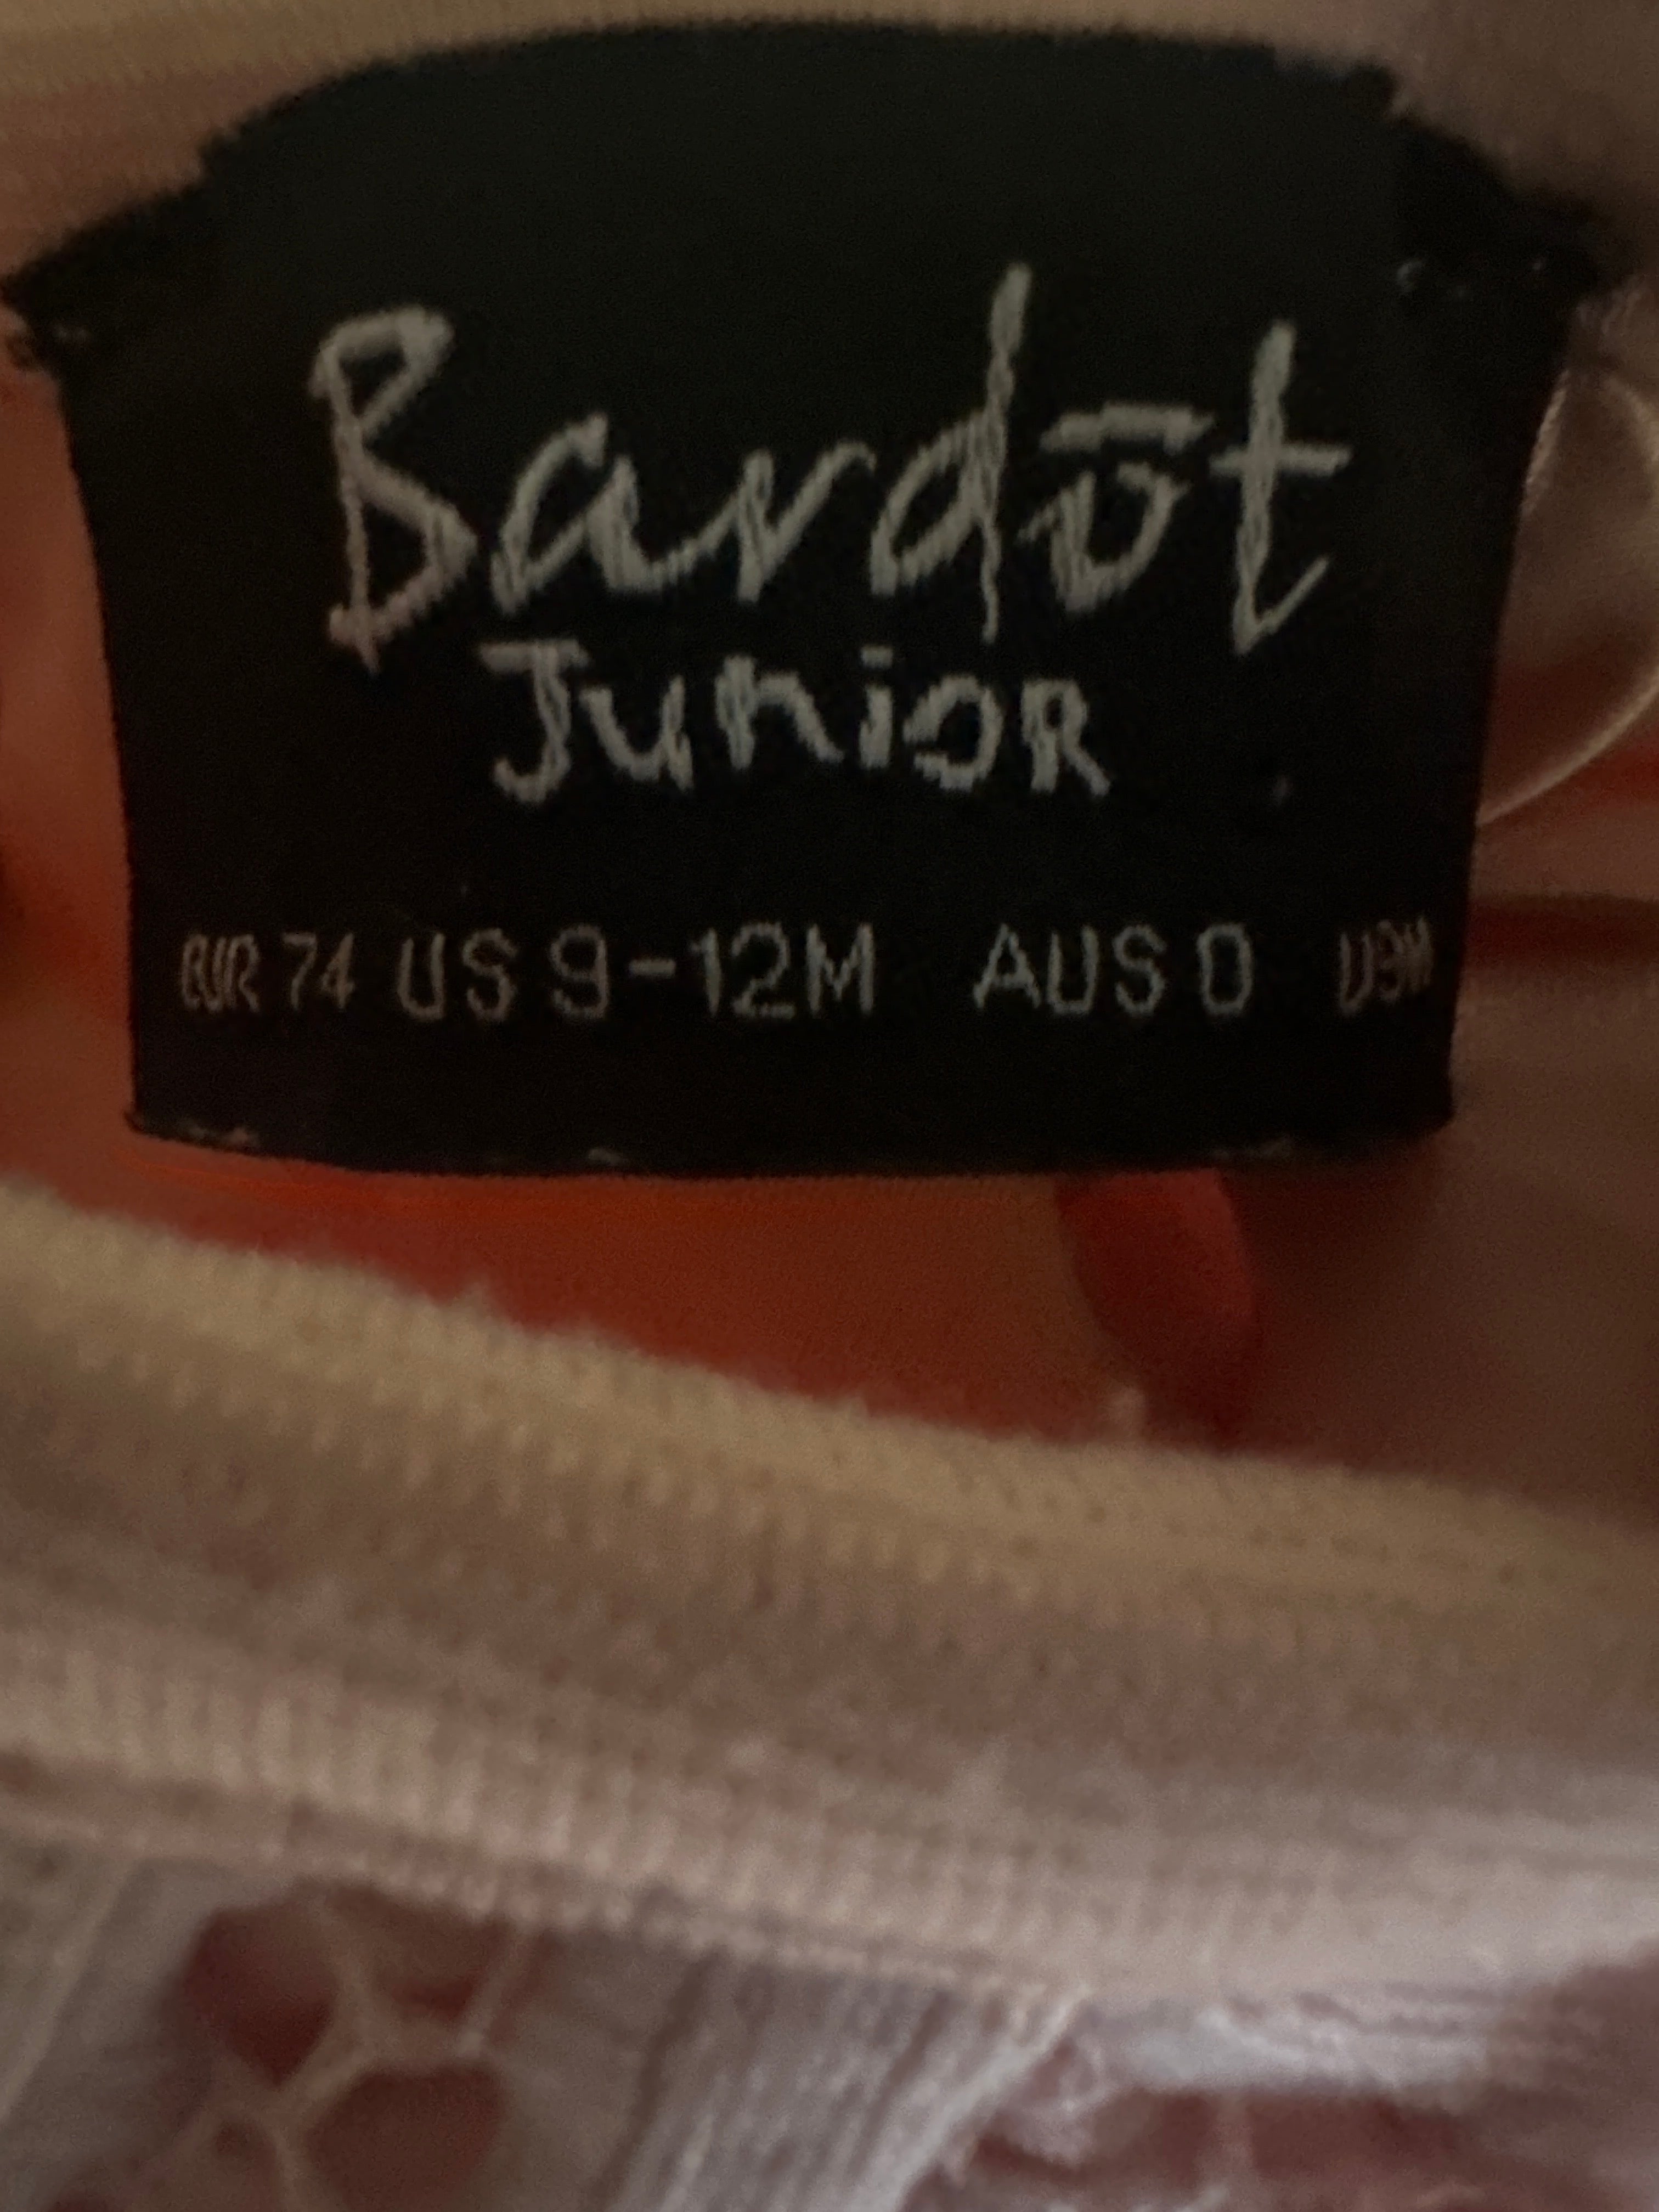 Bardōt
Junior
EUR 74 US 9-12M AUS 0